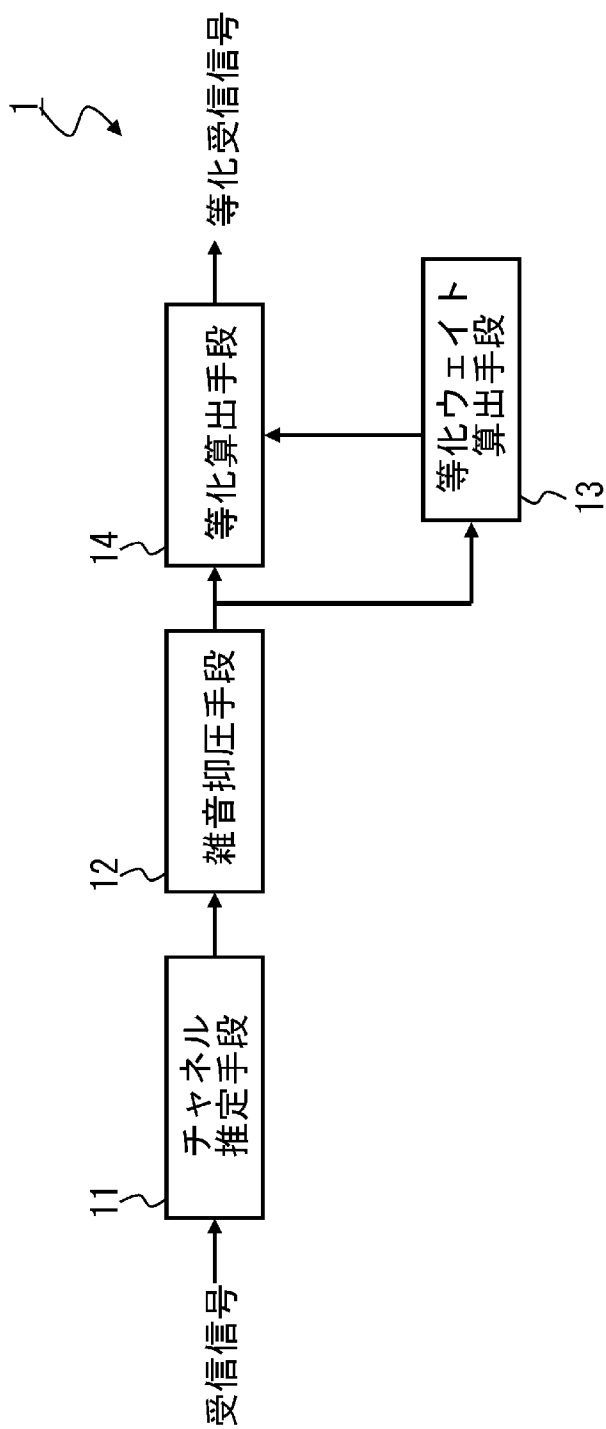 1
受信信号
11
チャネル
推定手段
12
雑音抑圧手段
14
等化算出手段
等化受信信号
等化ウェイト
算出手段
13